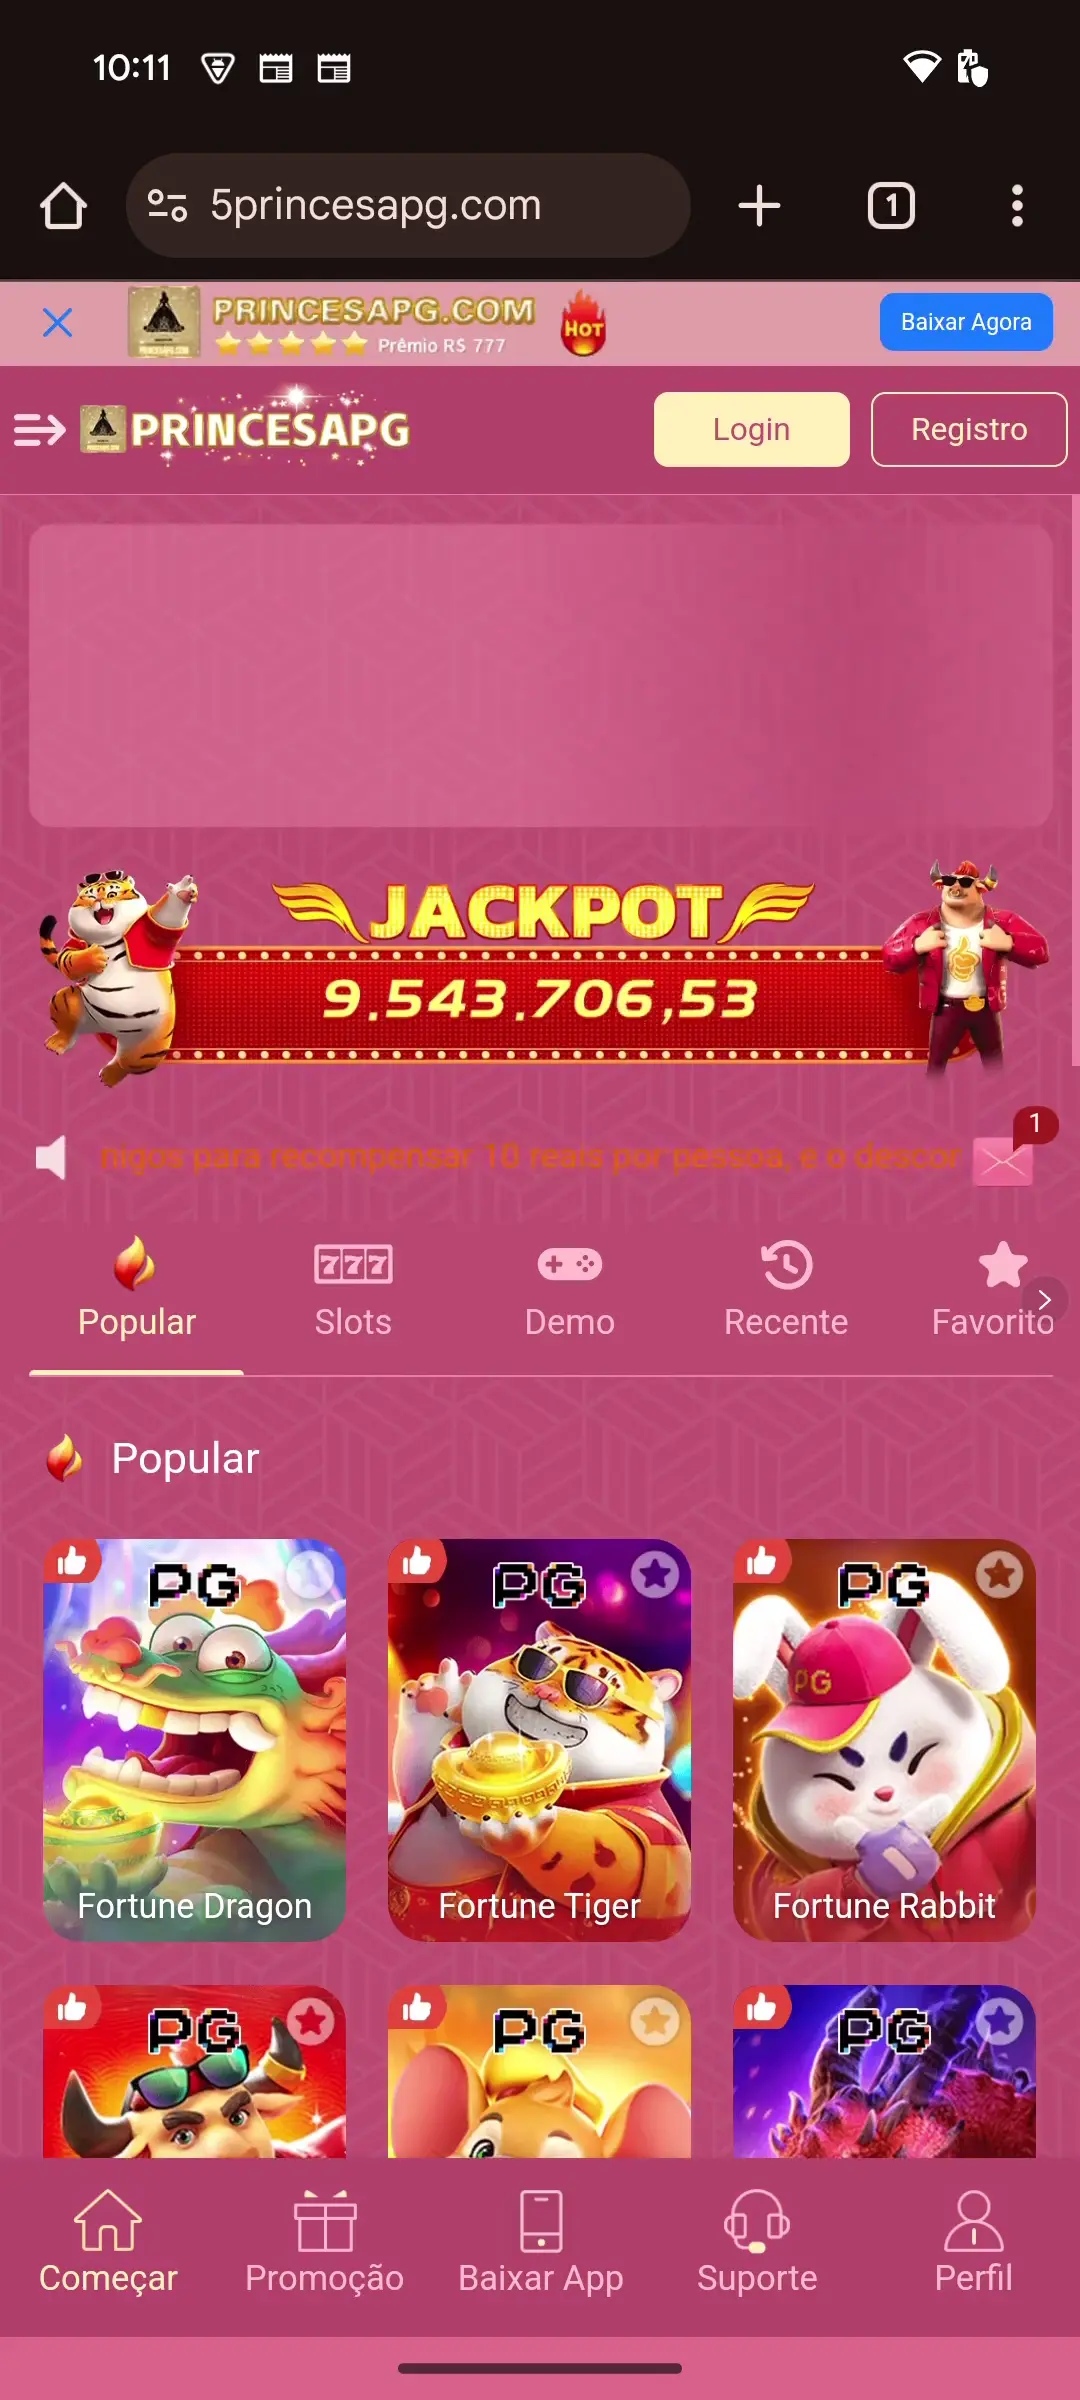 10:11
5princesapg.com
1
PRINCESAPG.COM
Prêmio R$ 777
HOT
Baixar Agora
PRINCESAPG
Login
Registro
JACKPOT
9.543.706,53
nigos para recompensar 10 reais por pessoa, e o descor
1
Popular
Slots
Demo
Recente
Favorito
Popular
PG
PG
PG
PG
Fortune Dragon
Fortune Tiger
Fortune Rabbit
PG
PG
PG
Começar
Promoção
Baixar App
Suporte
Perfil